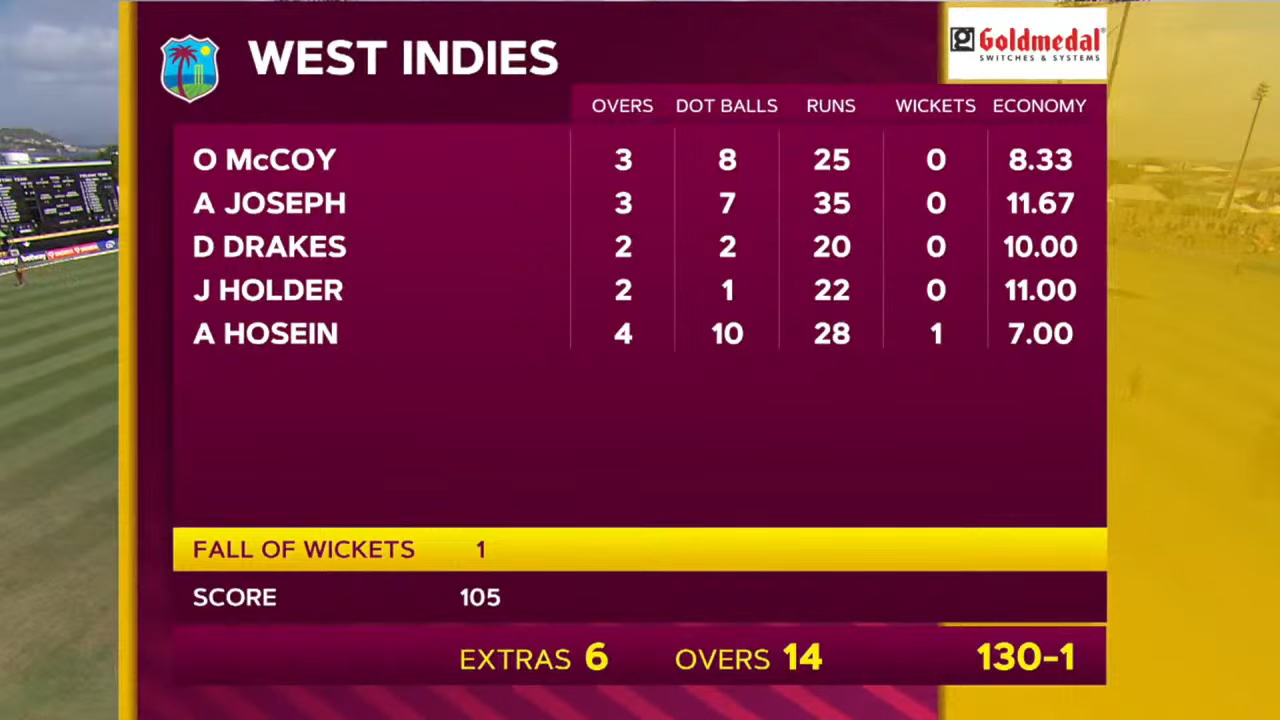 WEST INDIES
g Goldmedal
SWITCHES & SYSTEMS
OVERS DOT BALLS RUNS WICKETS ECONOMY
O McCOY 3 8 25 0 8.33
A JOSEPH 3 7 35 0 11.67
D DRAKES 2 2 20 0 10.00
J HOLDER 2 1 22 0 11.00
A HOSEIN 4 10 28 1 7.00
FALL OF WICKETS 1
SCORE 105
EXTRAS 6 OVERS 14 130-1